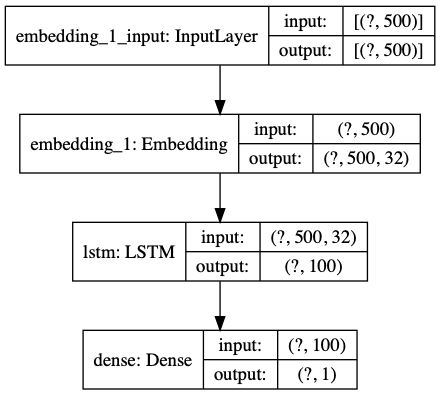 embedding_1_input: InputLayer
input: [(?, 500)]
output: [(?, 500)]
embedding_1: Embedding
input: (?, 500)
output: (?, 500, 32)
lstm: LSTM
input: (?, 500, 32)
output: (?, 100)
dense: Dense
input: (?, 100)
output: (?, 1)